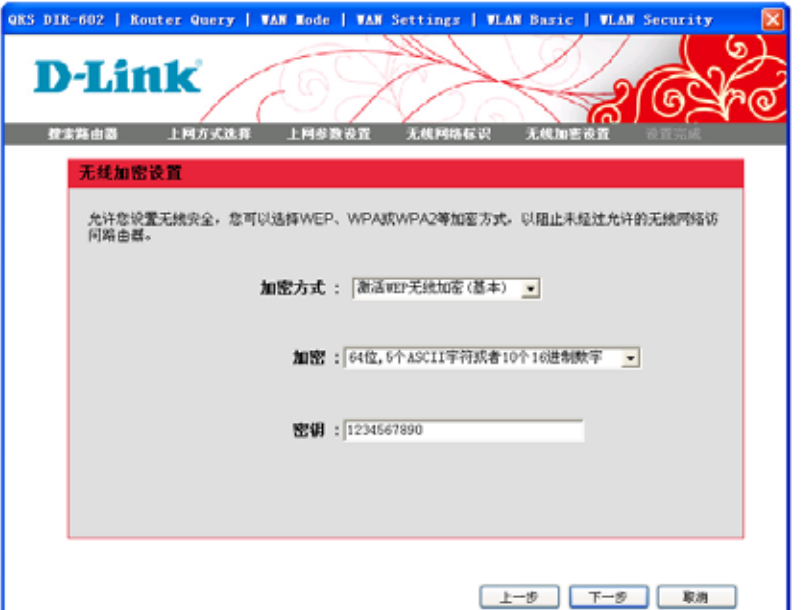 QRS DIR-602 | Router Query | WAN Mode | WAN Settings | WLAN Basic | WLAN Security
D-Link
搜索路由器 上网方式选择 上网参数设置 无线网络标识 无线加密设置 设置完成
无线加密设置
允许您设置无线安全，您可以选择WEP、WPA或WPA2等加密方式，以阻止未经过允许的无线网络访
问路由器。
加密方式 ： 激活WEP无线加密(基本)
加密 ：64位,5个ASCII字符或者10个16进制数字
密钥 ：1234567890
上一步 下一步 取消